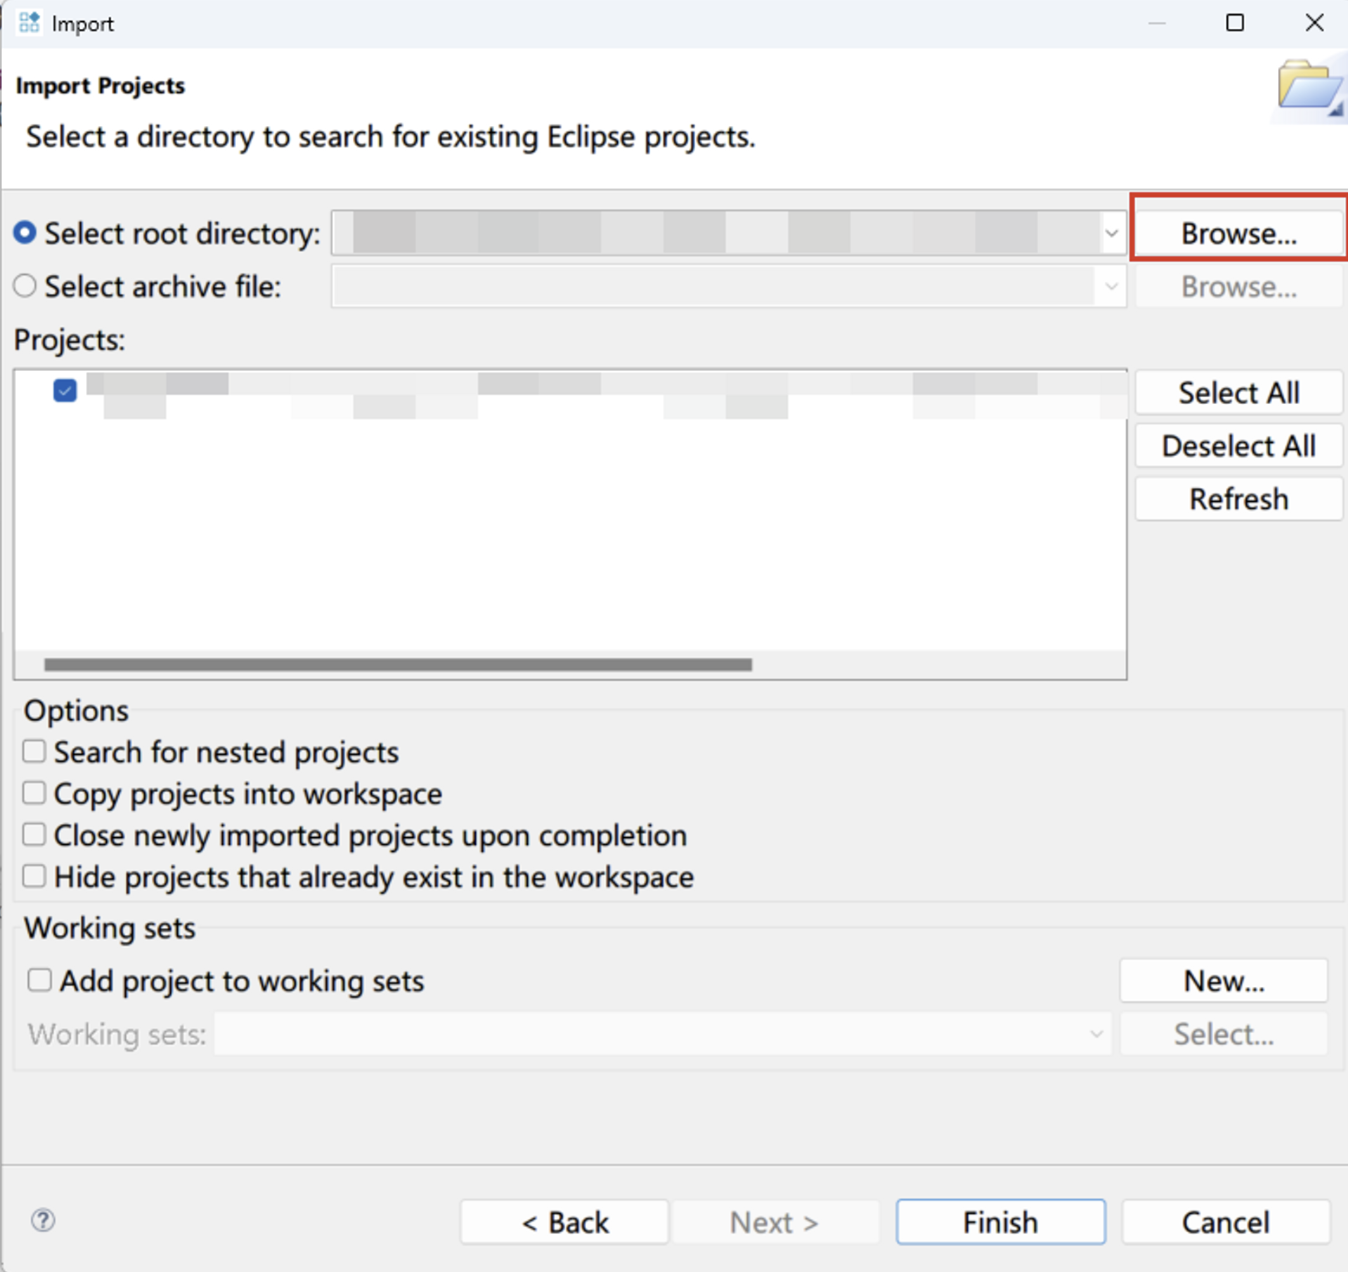 Import
Import Projects
Select a directory to search for existing Eclipse projects.
Select root directory:
Browse...
Select archive file:
Browse...
Projects:
Select All
Deselect All
Refresh
Options
Search for nested projects
Copy projects into workspace
Close newly imported projects upon completion
Hide projects that already exist in the workspace
Working sets
Add project to working sets
New...
Working sets:
Select...
?
< Back
Next >
Finish
Cancel